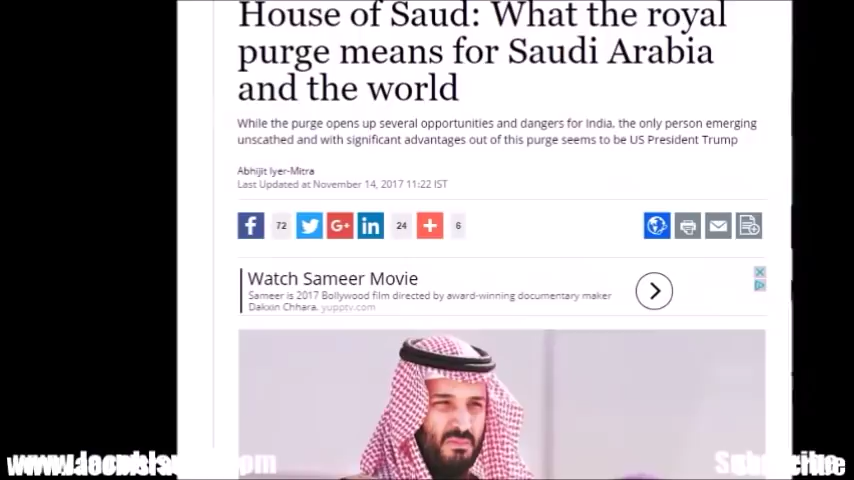 House of Saud: What the royal
purge means for Saudi Arabia
and the world
While the purge opens up several opportunities and dangers for India, the only person emerging
unscathed and with significant advantages out of this purge seems to be US President Trump
Abhijit Iyer-Mitra
Last Updated at November 14, 2017 11:22 IST
f 72 G+ in 24 + 6
Watch Sameer Movie
Sameer is 2017 Bollywood film directed by award-winning documentary maker
Dakxin Chhara. yupptv.com